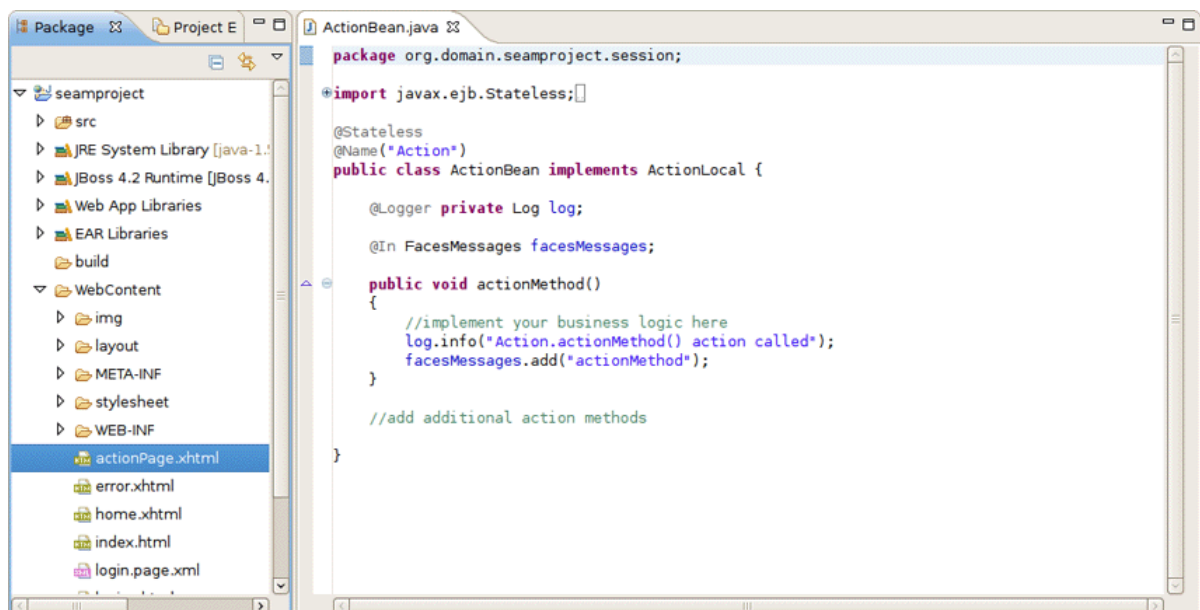 Package
Project E
seamproject
src
JRE System Library [java-1.5
JBoss 4.2 Runtime [JBoss 4.
Web App Libraries
EAR Libraries
build
WebContent
img
layout
META-INF
stylesheet
WEB-INF
actionPage.xhtml
error.xhtml
home.xhtml
index.html
login.page.xml
ActionBean.java
package org.domain.seamproject.session;
import javax.ejb.Stateless;
@Stateless
@Name("Action")
public class ActionBean implements ActionLocal {
@Logger private Log log;
@In FacesMessages facesMessages;
public void actionMethod()
{
//implement your business logic here
log.info("Action.actionMethod() action called");
facesMessages.add("actionMethod");
}
//add additional action methods
}